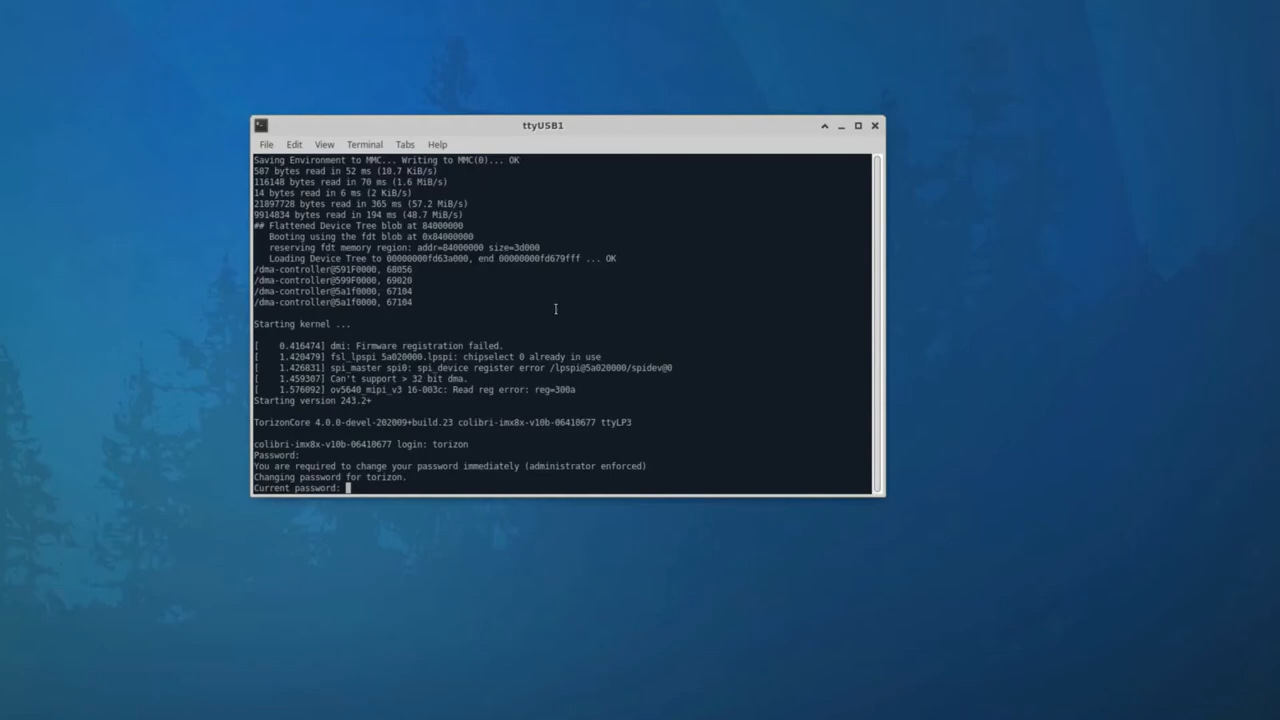 ttyUSB1
File Edit View Terminal Tabs Help
Saving Environment to MMC... Writing to MMC(0)... OK
587 bytes read in 52 ms (10.7 KiB/s)
116148 bytes read in 70 ms (1.6 MiB/s)
14 bytes read in 6 ms (2 KiB/s)
21897728 bytes read in 365 ms (57.2 MiB/s)
9914834 bytes read in 194 ms (48.7 MiB/s)
## Flattened Device Tree blob at 84000000
   Booting using the fdt blob at 0x84000000
   reserving fdt memory region: addr=84000000 size=3d000
   Loading Device Tree to 00000000fd63a000, end 00000000fd679fff ... OK
/dma-controller@591F0000, 68056
/dma-controller@599F0000, 69020
/dma-controller@5a1f0000, 67104
/dma-controller@5a1f0000, 67104
Starting kernel ...
[    0.416474] dmi: Firmware registration failed.
[    1.420479] fsl_lpspi 5a020000.lpspi: chipselect 0 already in use
[    1.426831] spi_master spi0: spi_device register error /lpspi@5a020000/spidev@0
[    1.459307] Can't support > 32 bit dma.
[    1.576092] ov5640_mipi_v3 16-003c: Read reg error: reg=300a
Starting version 243.2+
TorizonCore 4.0.0-devel-202009+build.23 colibri-imx8x-v10b-06410677 ttyLP3
colibri-imx8x-v10b-06410677 login: torizon
Password:
You are required to change your password immediately (administrator enforced)
Changing password for torizon.
Current password: